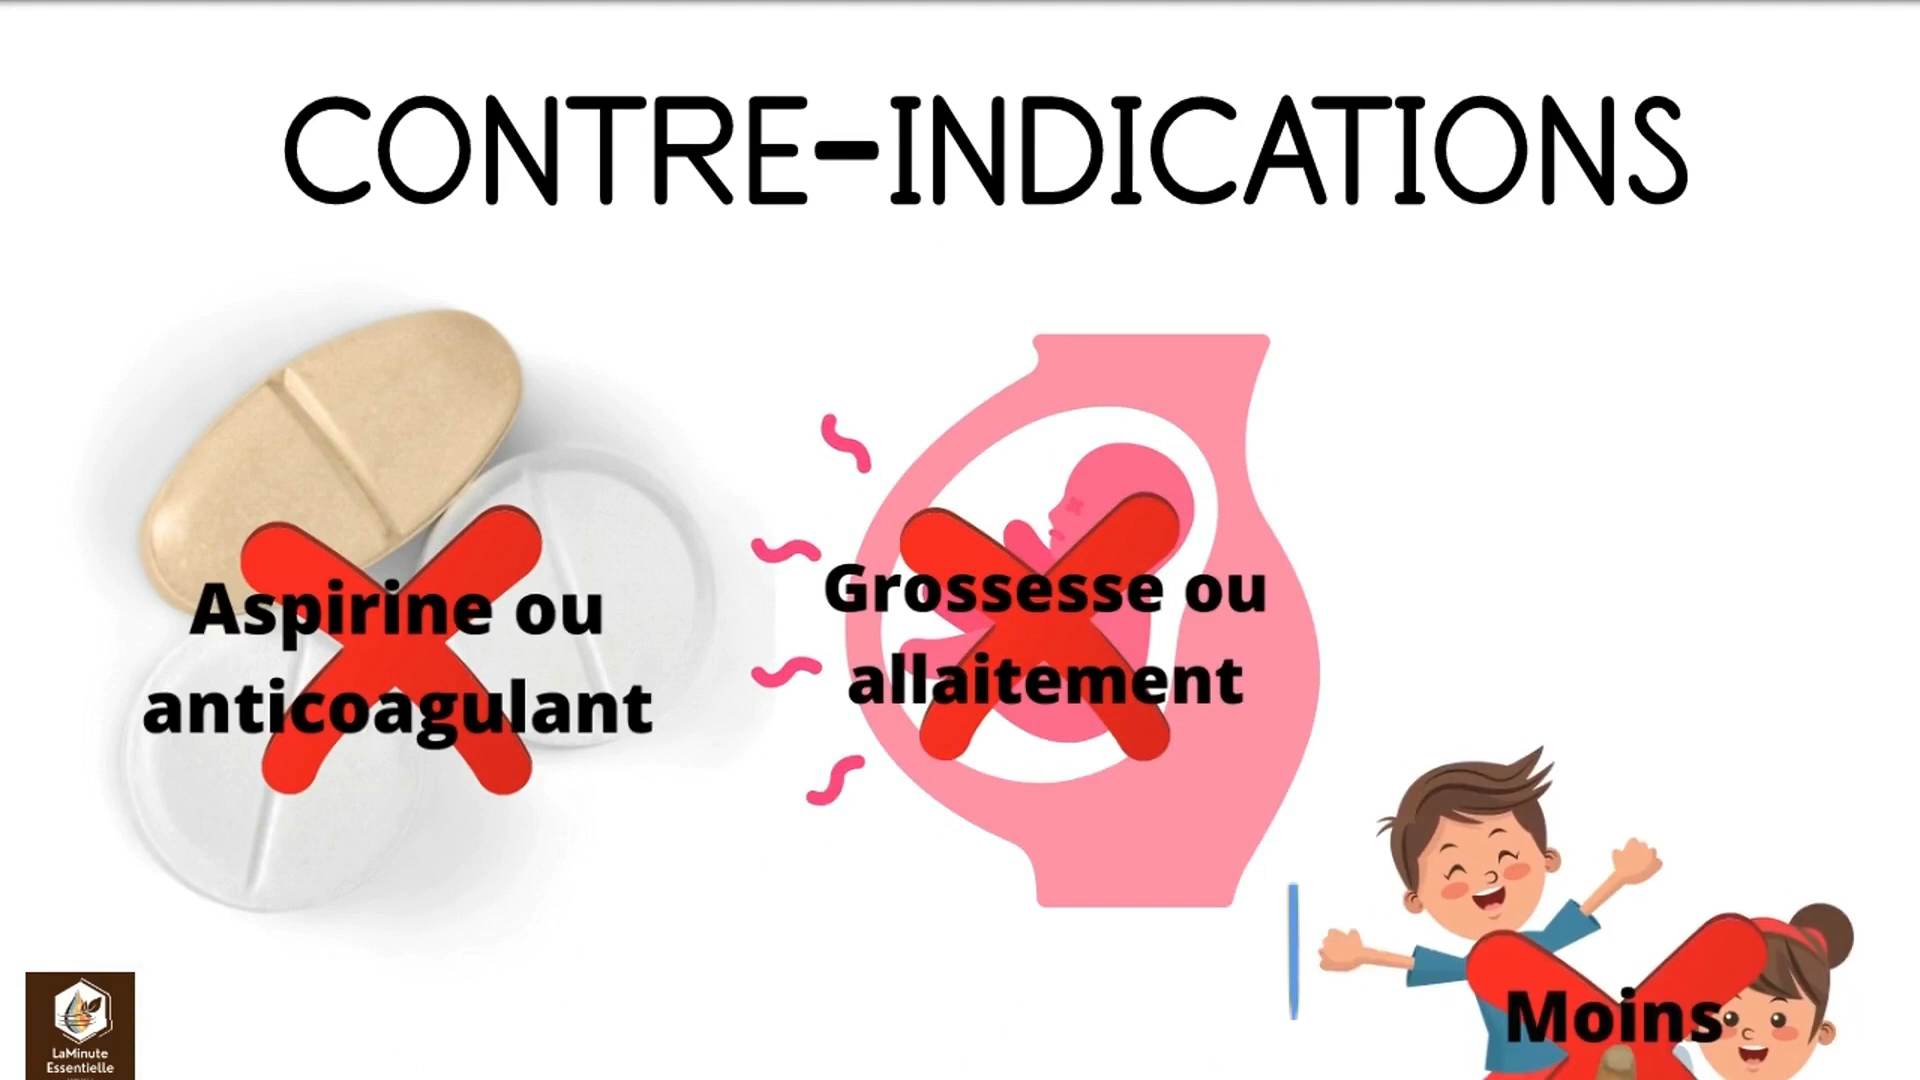 CONTRE-INDICATIONS
Aspirine ou
anticoagulant
Grossesse ou
allaitement
Moins
LaMinute
Essentielle